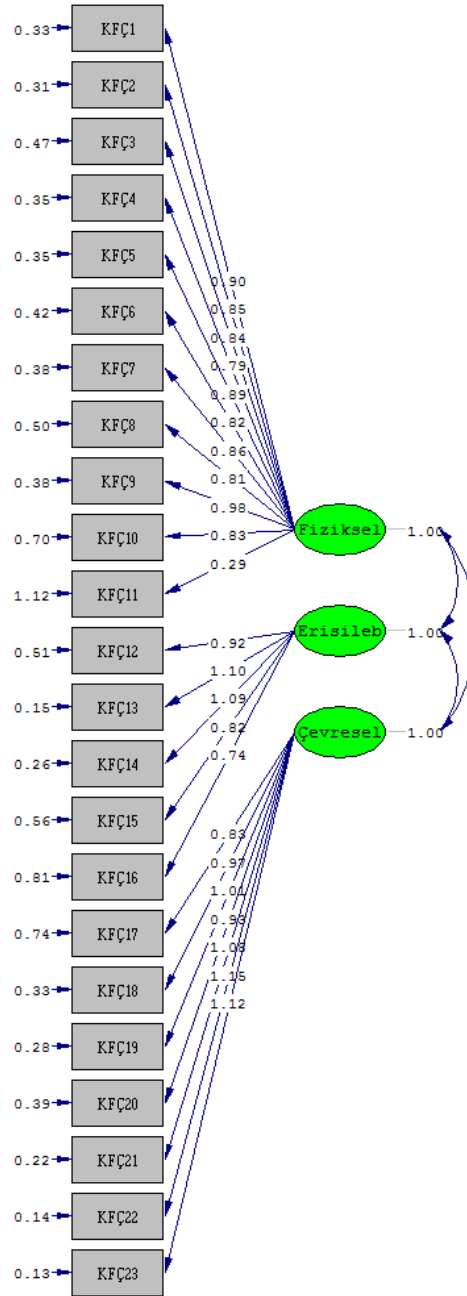 0.33 KFÇ1
0.31 KFÇ2
0.47 KFÇ3
0.35 KFÇ4
0.35 KFÇ5
0.90
0.42 KFÇ6
0.85
0.84
0.38 KFÇ7
0.79
0.89
0.50 KFÇ8
0.82
0.86
0.38 KFÇ9
0.81
0.98
0.70 KFÇ10
0.83 Fiziksel 1.00
0.29
1.12 KFÇ11
0.51 KFÇ12
0.92 Erisileb 1.00
1.10
0.15 KFÇ13
1.09
0.82
0.26 KFÇ14
0.74 Çevresel 1.00
0.56 KFÇ15
0.83
0.97
0.81 KFÇ16
1.01
0.93
0.74 KFÇ17
1.08
1.15
0.33 KFÇ18
1.12
0.28 KFÇ19
0.39 KFÇ20
0.22 KFÇ21
0.14 KFÇ22
0.13 KFÇ23